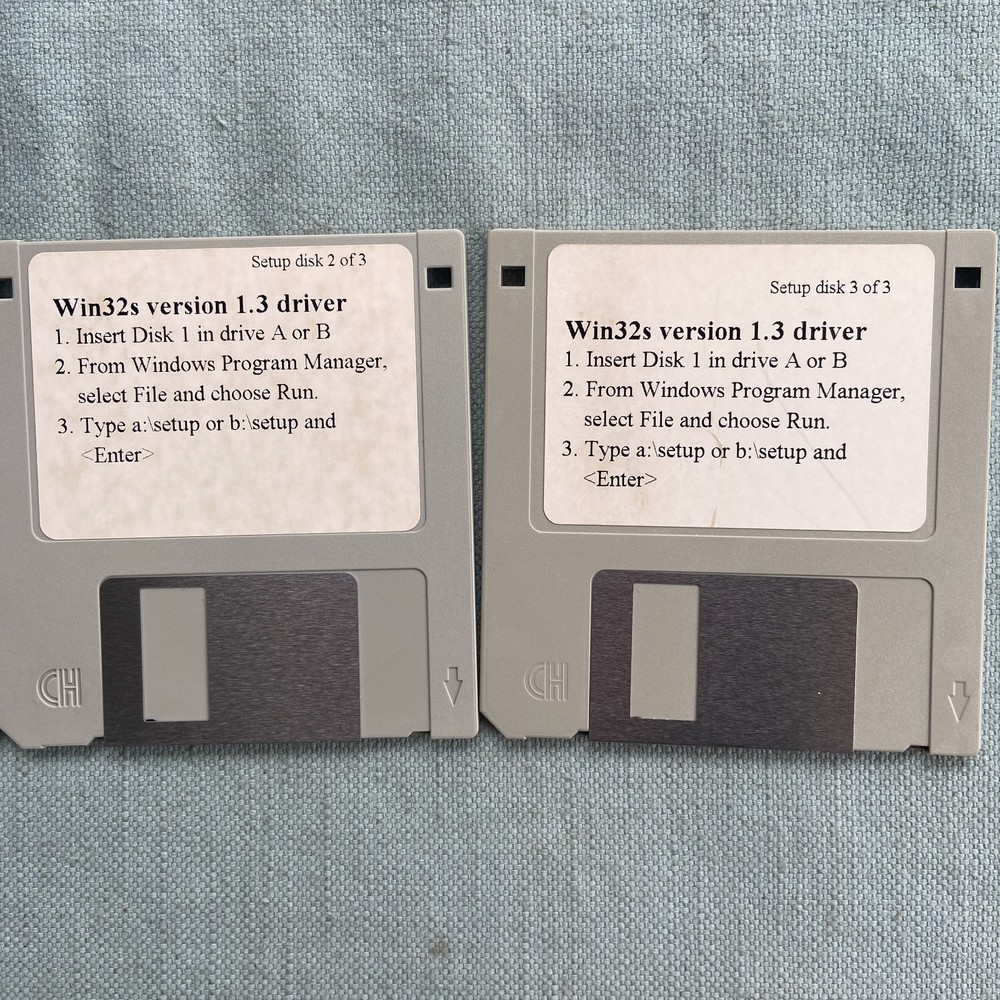 Setup disk 2 of 3
Win32s version 1.3 driver
1. Insert Disk 1 in drive A or B
2. From Windows Program Manager,
select File and choose Run.
3. Type a:\setup or b:\setup and
<Enter>
CH
Setup disk 3 of 3
Win32s version 1.3 driver
1. Insert Disk 1 in drive A or B
2. From Windows Program Manager,
select File and choose Run.
3. Type a:\setup or b:\setup and
<Enter>
CH